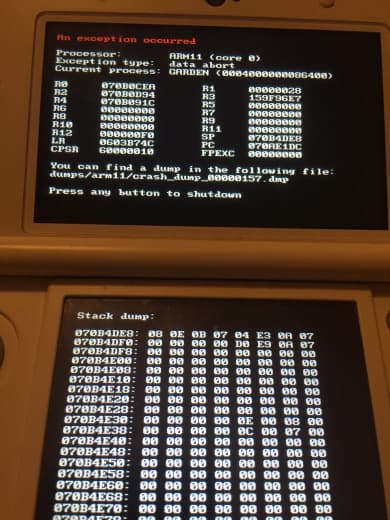 An exception occurred
Processor: ARM11 (core 0)
Exception type: data abort
Current process: GARDEN (0004000000086400)
R0 070B0CEA R1 00000028
R2 070B0D94 R3 159F96E7
R4 070B091C R5 00000000
R6 00000000 R7 00000000
R8 00000000 R9 00000000
R10 00000000 R11 00000000
R12 000000F0 SP 070B4DE8
LR 0603B74C PC 070AE1DC
CPSR 60000010 FPEXC 00000000
You can find a dump in the following file:
dumps/arm11/crash_dump_00000157.dmp
Press any button to shutdown
Stack dump:
070B4DE8: 08 0E 0B 07 04 E3 0A 07
070B4DF0: 00 00 00 00 D0 E9 0A 07
070B4DF8: 00 00 00 00 00 00 00 00
070B4E00: 00 00 00 00 00 00 00 00
070B4E08: 00 00 00 00 00 00 00 00
070B4E10: 00 00 00 00 00 00 00 00
070B4E18: 00 00 00 00 00 00 00 00
070B4E20: 00 00 00 00 00 00 00 00
070B4E28: 00 00 00 00 00 00 00 00
070B4E30: 00 00 00 00 0E 00 08 00
070B4E38: 00 00 00 00 0C 00 07 00
070B4E40: 00 00 00 00 00 00 00 00
070B4E48: 00 00 00 00 00 00 00 00
070B4E50: 00 00 00 00 00 00 00 00
070B4E58: 00 00 00 00 00 00 00 00
070B4E60: 00 00 00 00 00 00 00 00
070B4E68: 00 00 00 00 00 00 00 00
070B4E70: 00 00 00 00 00 00 00 00